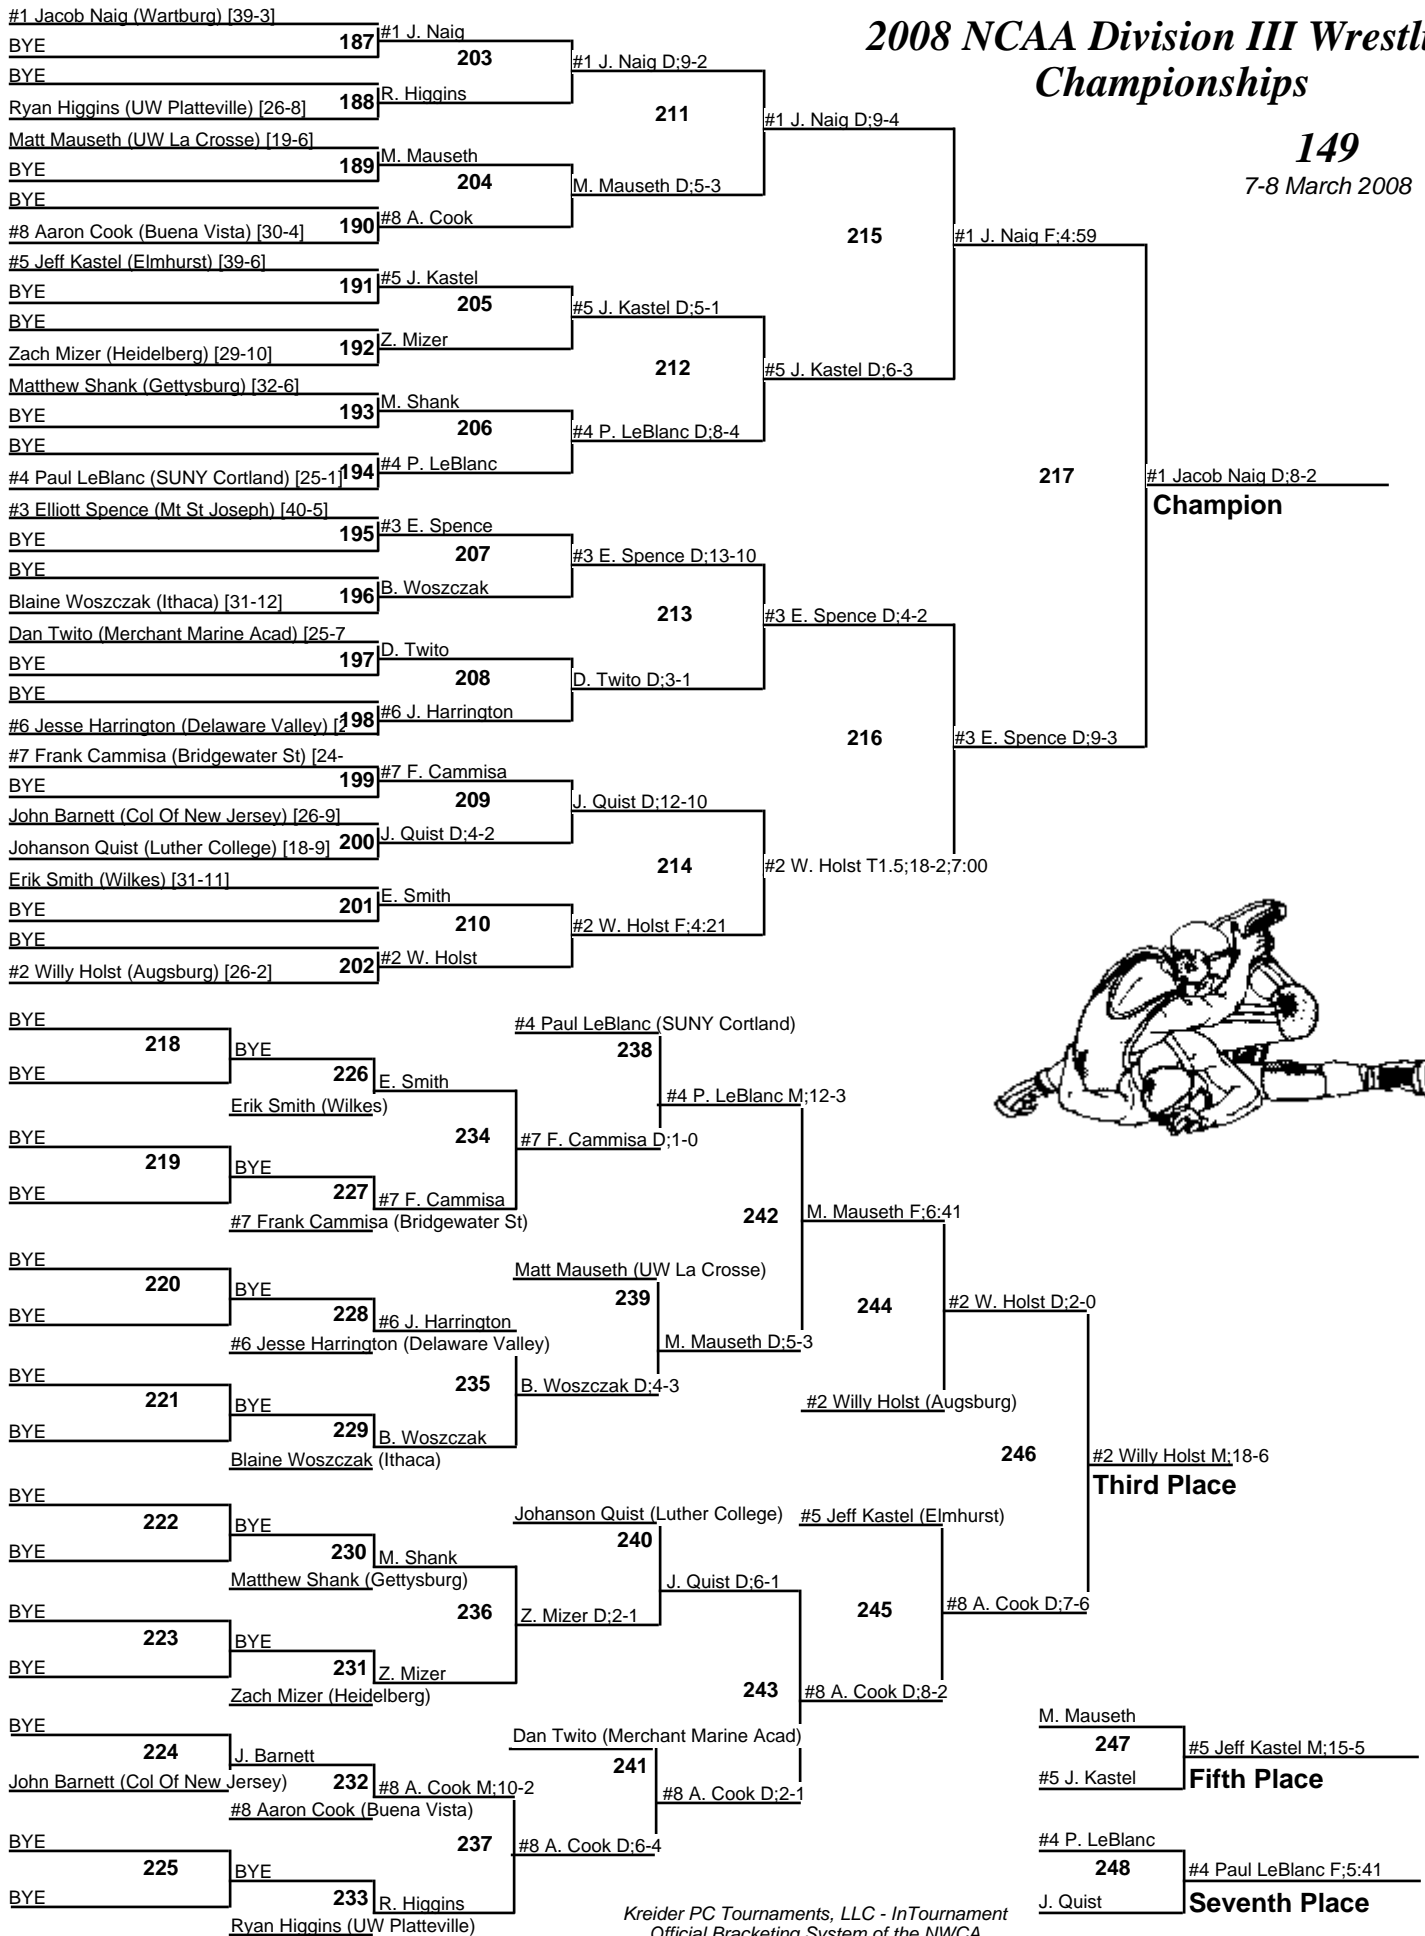 2008 NCAA Division III Wrestli
Championships
149
7-8 March 2008
#1 Jacob Naig (Wartburg) [39-3]
BYE
187
#1 J. Naig
203
BYE
Ryan Higgins (UW Platteville) [26-8]
188
R. Higgins
#1 J. Naig D;9-2
211
Matt Mauseth (UW La Crosse) [19-6]
BYE
189
M. Mauseth
204
BYE
#8 Aaron Cook (Buena Vista) [30-4]
190
#8 A. Cook
M. Mauseth D;5-3
#1 J. Naig D;9-4
215
#5 Jeff Kastel (Elmhurst) [39-6]
BYE
191
#5 J. Kastel
205
BYE
Zach Mizer (Heidelberg) [29-10]
192
Z. Mizer
#5 J. Kastel D;5-1
212
Matthew Shank (Gettysburg) [32-6]
BYE
193
M. Shank
206
BYE
#4 Paul LeBlanc (SUNY Cortland) [25-1]
194
#4 P. LeBlanc
#4 P. LeBlanc D;8-4
#5 J. Kastel D;6-3
#1 J. Naig F;4:59
217
#1 Jacob Naig D;8-2
Champion
#3 Elliott Spence (Mt St Joseph) [40-5]
BYE
195
#3 E. Spence
207
BYE
Blaine Woszczak (Ithaca) [31-12]
196
B. Woszczak
#3 E. Spence D;13-10
213
Dan Twito (Merchant Marine Acad) [25-7
BYE
197
D. Twito
208
BYE
#6 Jesse Harrington (Delaware Valley) [2
198
#6 J. Harrington
D. Twito D;3-1
#3 E. Spence D;4-2
216
#7 Frank Cammisa (Bridgewater St) [24-
BYE
199
#7 F. Cammisa
209
John Barnett (Col Of New Jersey) [26-9]
Johanson Quist (Luther College) [18-9]
200
J. Quist D;4-2
J. Quist D;12-10
214
Erik Smith (Wilkes) [31-11]
BYE
201
E. Smith
210
BYE
#2 Willy Holst (Augsburg) [26-2]
202
#2 W. Holst
#2 W. Holst F;4:21
#2 W. Holst T1.5;18-2;7:00
#3 E. Spence D;9-3
BYE
218
BYE
BYE
226
E. Smith
Erik Smith (Wilkes)
234
BYE
219
BYE
BYE
227
#7 F. Cammisa
#7 Frank Cammisa (Bridgewater St)
#4 Paul LeBlanc (SUNY Cortland)
238
#7 F. Cammisa D;1-0
#4 P. LeBlanc M;12-3
242
BYE
220
BYE
BYE
228
#6 J. Harrington
#6 Jesse Harrington (Delaware Valley)
235
BYE
221
BYE
BYE
229
B. Woszczak
Blaine Woszczak (Ithaca)
Matt Mauseth (UW La Crosse)
239
B. Woszczak D;4-3
M. Mauseth D;5-3
M. Mauseth F;6:41
244
#2 Willy Holst (Augsburg)
#2 W. Holst D;2-0
246
#2 Willy Holst M;18-6
Third Place
BYE
222
BYE
BYE
230
M. Shank
Matthew Shank (Gettysburg)
236
BYE
223
BYE
BYE
231
Z. Mizer
Zach Mizer (Heidelberg)
Johanson Quist (Luther College)
240
Z. Mizer D;2-1
J. Quist D;6-1
243
BYE
224
John Barnett (Col Of New Jersey)
J. Barnett
232
#8 A. Cook M;10-2
#8 Aaron Cook (Buena Vista)
237
BYE
225
BYE
BYE
233
R. Higgins
Ryan Higgins (UW Platteville)
Dan Twito (Merchant Marine Acad)
241
#8 A. Cook D;6-4
#8 A. Cook D;2-1
#5 Jeff Kastel (Elmhurst)
245
#8 A. Cook D;8-2
#8 A. Cook D;7-6
M. Mauseth
247
#5 J. Kastel
#5 Jeff Kastel M;15-5
Fifth Place
#4 P. LeBlanc
248
J. Quist
#4 Paul LeBlanc F;5:41
Seventh Place
Kreider PC Tournaments, LLC - InTournament
Official Bracketing System of the NWCA